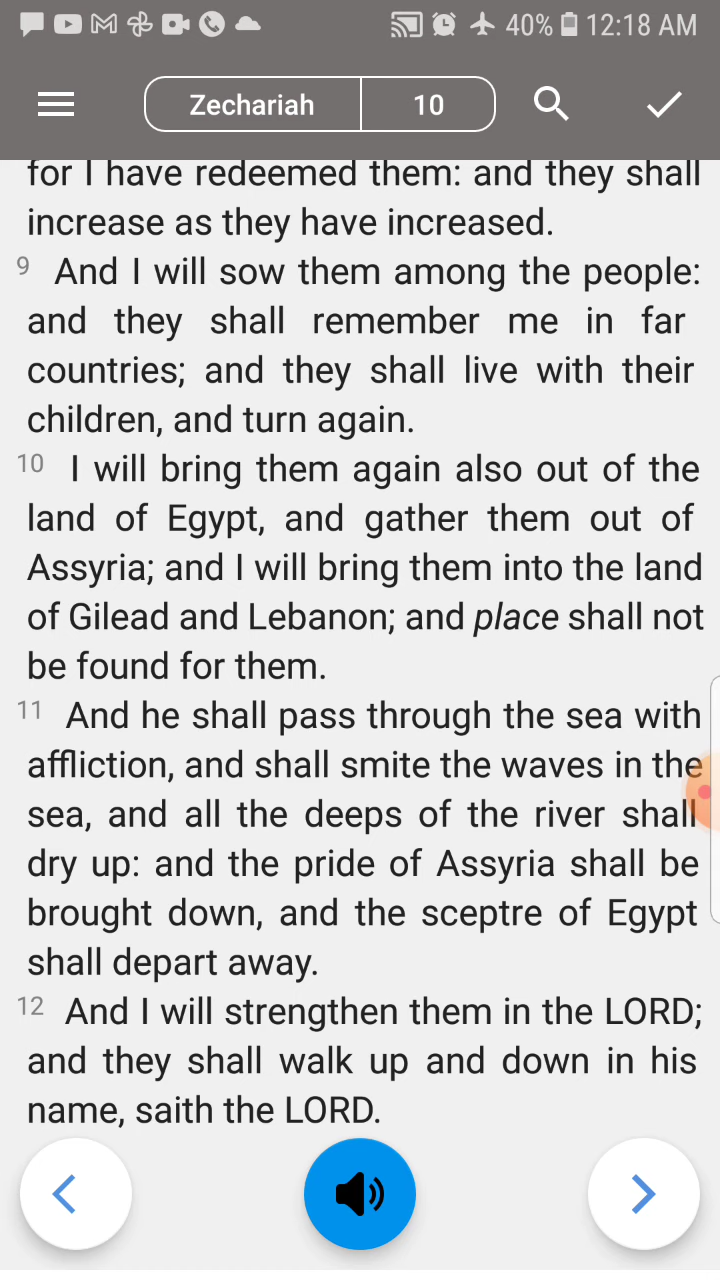 40% 12:18 AM
Zechariah 10
for I have redeemed them: and they shall
increase as they have increased.
9 And I will sow them among the people:
and they shall remember me in far
countries; and they shall live with their
children, and turn again.
10 I will bring them again also out of the
land of Egypt, and gather them out of
Assyria; and I will bring them into the land
of Gilead and Lebanon; and place shall not
be found for them.
11 And he shall pass through the sea with
affliction, and shall smite the waves in the
sea, and all the deeps of the river shall
dry up: and the pride of Assyria shall be
brought down, and the sceptre of Egypt
shall depart away.
12 And I will strengthen them in the LORD;
and they shall walk up and down in his
name, saith the LORD.